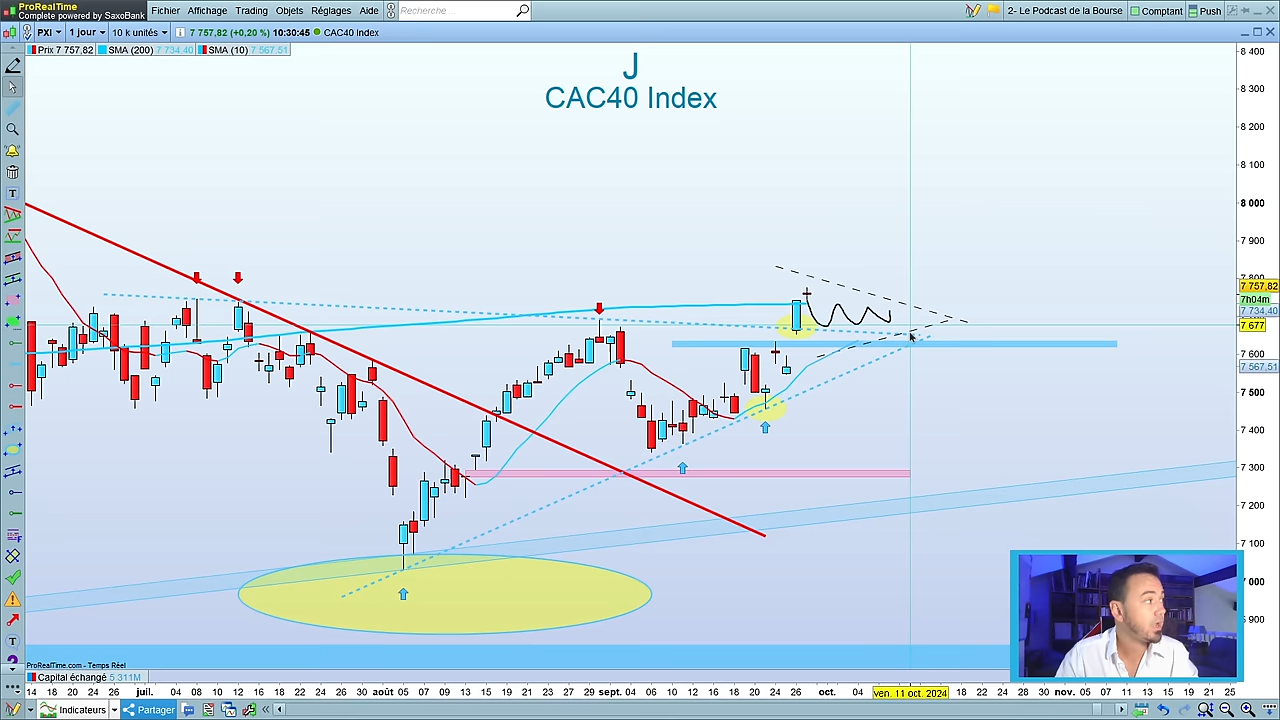 ProRealTime
Complete powered by SaxoBank
Fichier Affichage Trading Objets Réglages Aide Recherche 2- Le Podcast de la Bourse Comptant Push
PXI 1 jour 10 k unités 7 757,82 (+0,20 %) 10:30:45 CAC40 Index
Prix 7 757,82 SMA (200) 7 734,40 SMA (10) 7 567,51
J
CAC40 Index
8 400
8 300
8 200
8 100
8 000
7 900
7 800
7 757,82
7h04m
7 734,40
7 677
7 600
7 567,51
7 500
7 400
7 300
7 200
7 100
7 000
6 900
ProRealTime.com - Temps Réel
Capital échangé 5 311M
14 18 20 24 26 juil. 04 08 10 12 16 18 22 24 26 30 août 05 07 09 13 15 19 21 23 27 29 sept. 04 06 10 12 16 18 20 24 26 oct. 04 ven. 11 oct. 2024 18 22 24 28 30 nov. 05 07 11 13 15 19 21 25
Indicateurs Partager